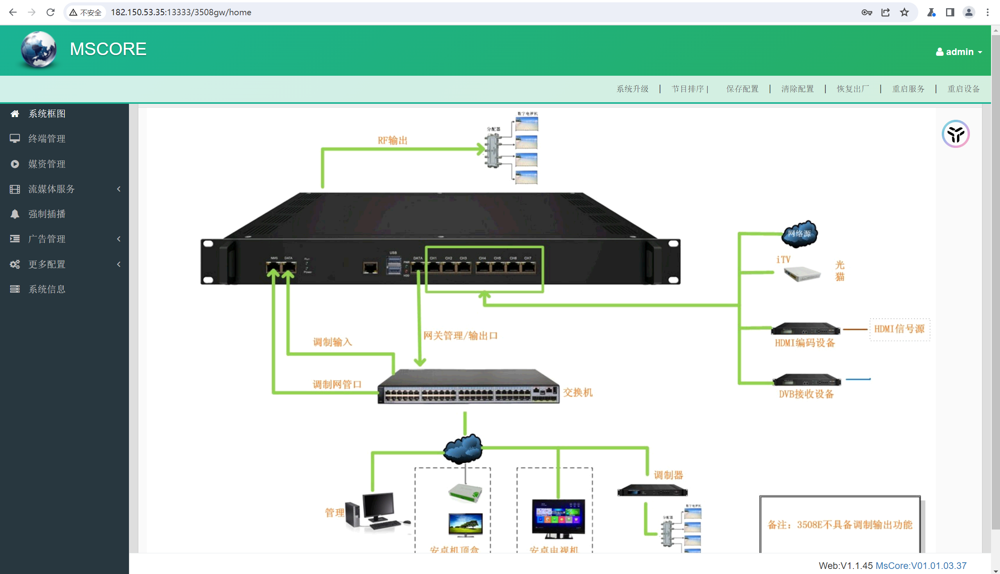 不安全 182.150.53.35:13333/3508gw/home
MSCORE
admin
系统升级 | 节目排序 | 保存配置 | 清除配置 | 恢复出厂 | 重启服务 | 重启设备
系统框图
终端管理
媒资管理
流媒体服务
强制插播
广告管理
更多配置
系统信息
数字电视机
分配器
RF输出
NMS DATA Run Power
USB
DATA PWR HDD CH1 CH2 CH3 CH4 CH5 CH6 CH7
网络源
iTV
光猫
HDMI信号源
HDMI编码设备
DVB接收设备
调制输入
网关管理/输出口
调制网管口
交换机
调制器
数字电视机
分配器
管理
安卓机顶盒
安卓电视机
备注：3508E不具备调制输出功能
Web:V1.1.45 MsCore:V01.01.03.37